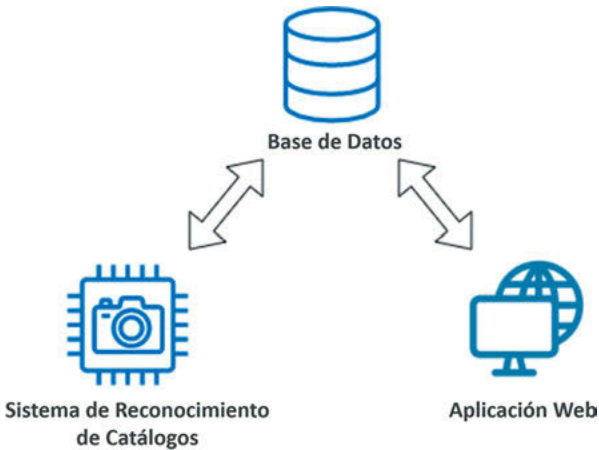 Base de Datos
Sistema de Reconocimiento
de Catálogos
Aplicación Web